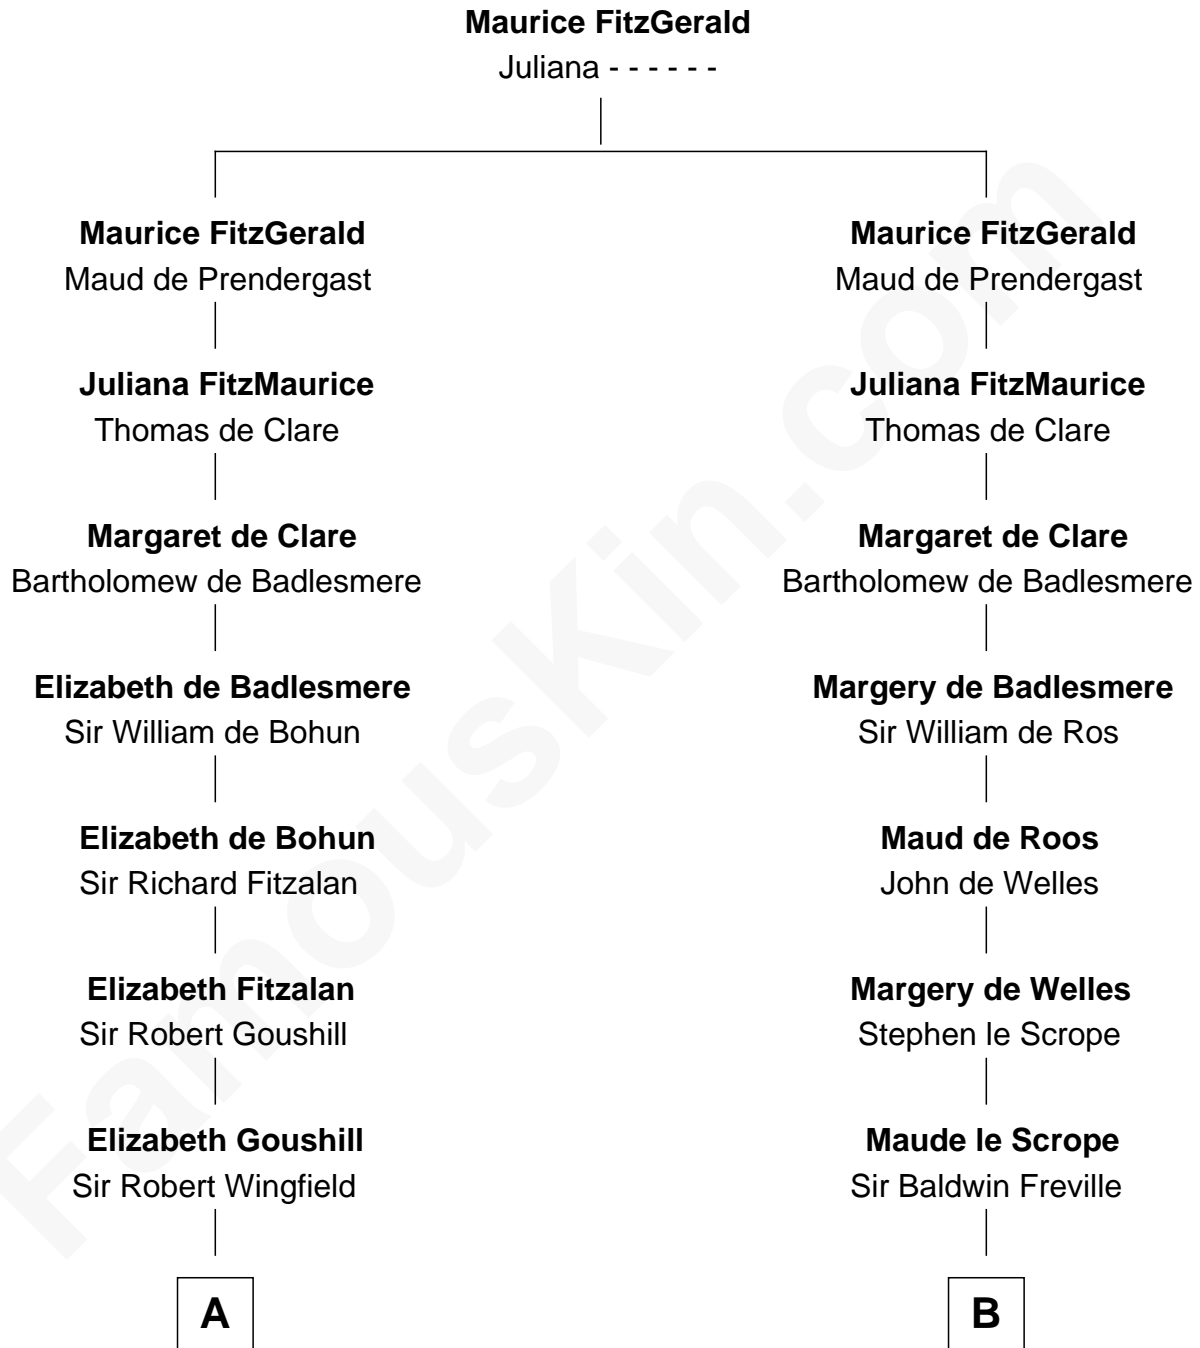 Maurice FitzGerald
Juliana - - - - - -
Maurice FitzGerald
Maud de Prendergast
Juliana FitzMaurice
Thomas de Clare
Margaret de Clare
Bartholomew de Badlesmere
Elizabeth de Badlesmere
Sir William de Bohun
Elizabeth de Bohun
Sir Richard Fitzalan
Elizabeth Fitzalan
Sir Robert Goushill
Elizabeth Goushill
Sir Robert Wingfield
A
Maurice FitzGerald
Maud de Prendergast
Juliana FitzMaurice
Thomas de Clare
Margaret de Clare
Bartholomew de Badlesmere
Margery de Badlesmere
Sir William de Ros
Maud de Roos
John de Welles
Margery de Welles
Stephen le Scrope
Maude le Scrope
Sir Baldwin Freville
B
FamousKin.com